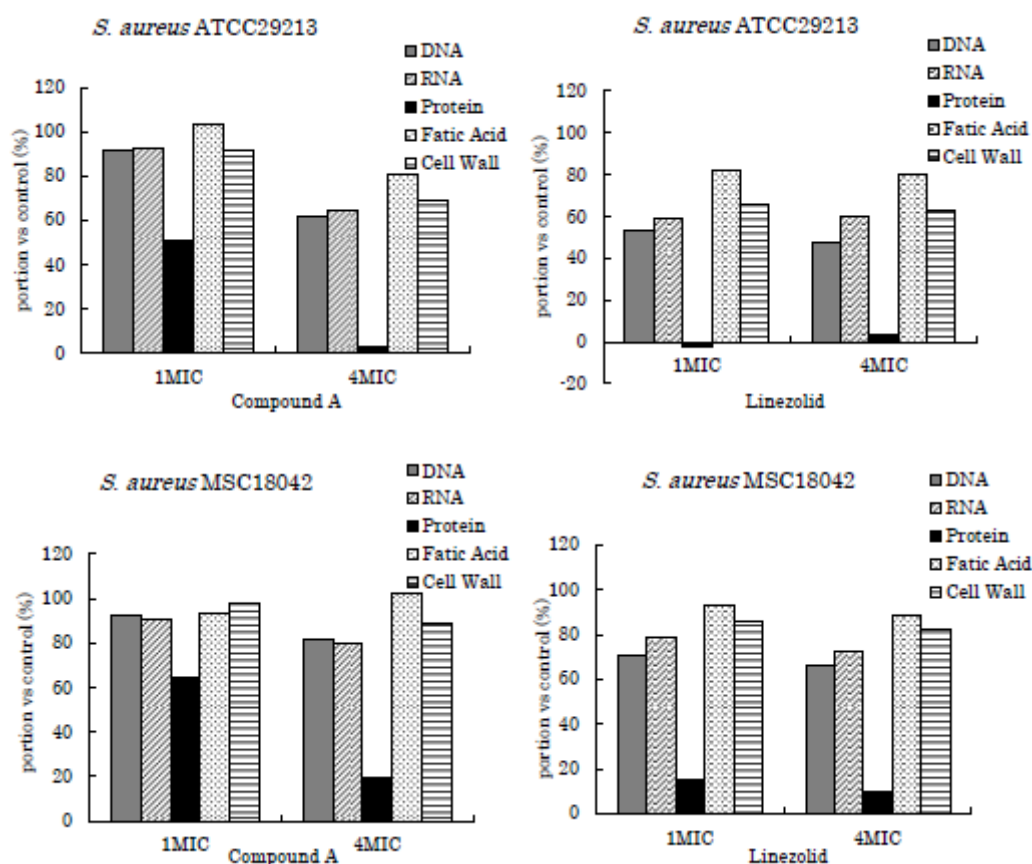 S. aureus ATCC29213
DNA
RNA
Protein
Fatic Acid
Cell Wall
portion vs control (%)
120
100
80
60
40
20
0
1MIC
4MIC
Compound A
S. aureus ATCC29213
DNA
RNA
Protein
Fatic Acid
Cell Wall
portion vs control (%)
120
100
80
60
40
20
0
-20
1MIC
4MIC
Linezolid
S. aureus MSC18042
DNA
RNA
Protein
Fatic Acid
Cell Wall
portion vs control (%)
120
100
80
60
40
20
0
1MIC
4MIC
Compound A
S. aureus MSC18042
DNA
RNA
Protein
Fatic Acid
Cell Wall
portion vs control (%)
120
100
80
60
40
20
0
1MIC
4MIC
Linezolid